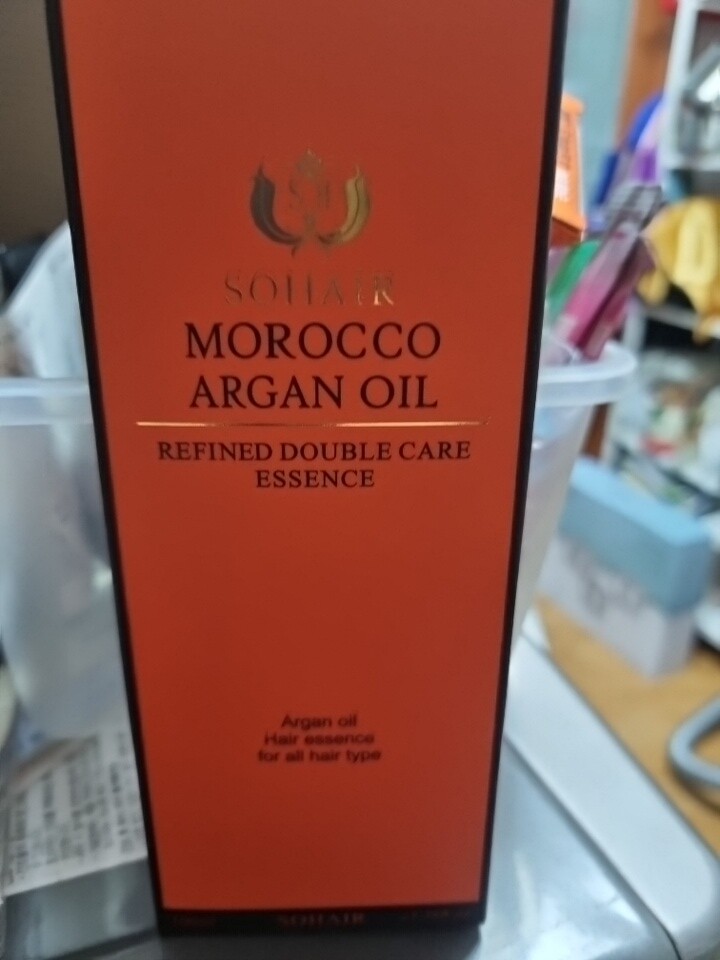 SOHAIR
MOROCCO
ARGAN OIL
REFINED DOUBLE CARE
ESSENCE
Argan oil
Hair essence
for all hair type
SOHAIR